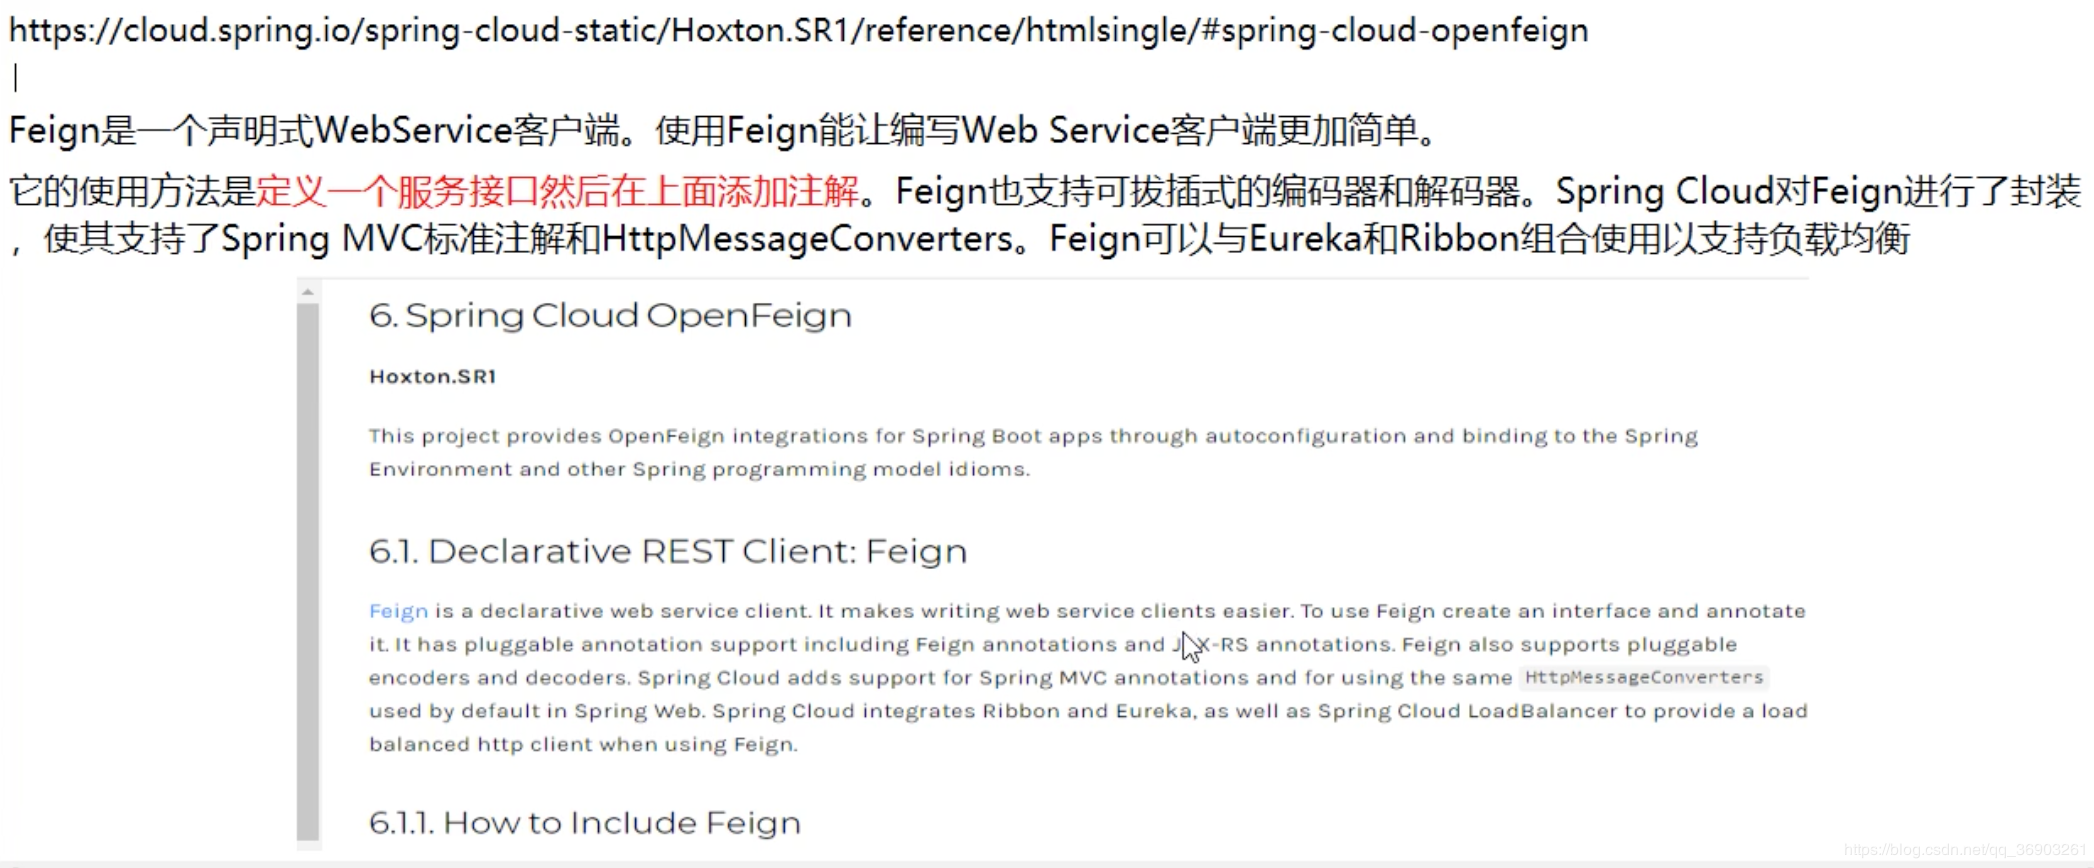 https://cloud.spring.io/spring-cloud-static/Hoxton.SR1/reference/htmlsingle/#spring-cloud-openfeign
Feign是一个声明式WebService客户端。使用Feign能让编写Web Service客户端更加简单。
它的使用方法是定义一个服务接口然后在上面添加注解。Feign也支持可拔插式的编码器和解码器。Spring Cloud对Feign进行了封装
，使其支持了Spring MVC标准注解和HttpMessageConverters。Feign可以与Eureka和Ribbon组合使用以支持负载均衡
6. Spring Cloud OpenFeign
Hoxton.SR1
This project provides OpenFeign integrations for Spring Boot apps through autoconfiguration and binding to the Spring
Environment and other Spring programming model idioms.
6.1. Declarative REST Client: Feign
Feign is a declarative web service client. It makes writing web service clients easier. To use Feign create an interface and annotate
it. It has pluggable annotation support including Feign annotations and JAX-RS annotations. Feign also supports pluggable
encoders and decoders. Spring Cloud adds support for Spring MVC annotations and for using the same HttpMessageConverters
used by default in Spring Web. Spring Cloud integrates Ribbon and Eureka, as well as Spring Cloud LoadBalancer to provide a load
balanced http client when using Feign.
6.1.1. How to Include Feign
https://blog.csdn.net/qq_36903261